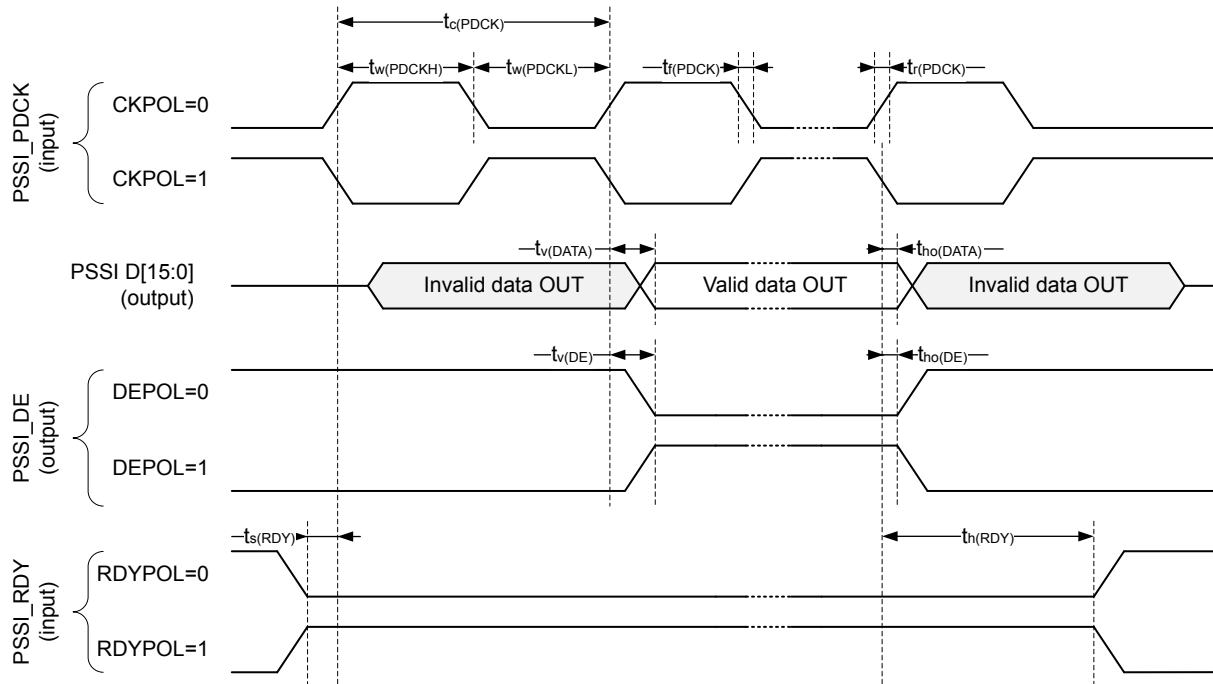 tc(PDCK)
tw(PDCKH)
tw(PDCKL)
tf(PDCK)
tr(PDCK)
PSSI_PDCK
(input)
CKPOL=0
CKPOL=1
tv(DATA)
tho(DATA)
PSSI D[15:0]
(output)
Invalid data OUT
Valid data OUT
Invalid data OUT
tv(DE)
tho(DE)
PSSI_DE
(output)
DEPOL=0
DEPOL=1
ts(RDY)
th(RDY)
PSSI_RDY
(input)
RDYPOL=0
RDYPOL=1